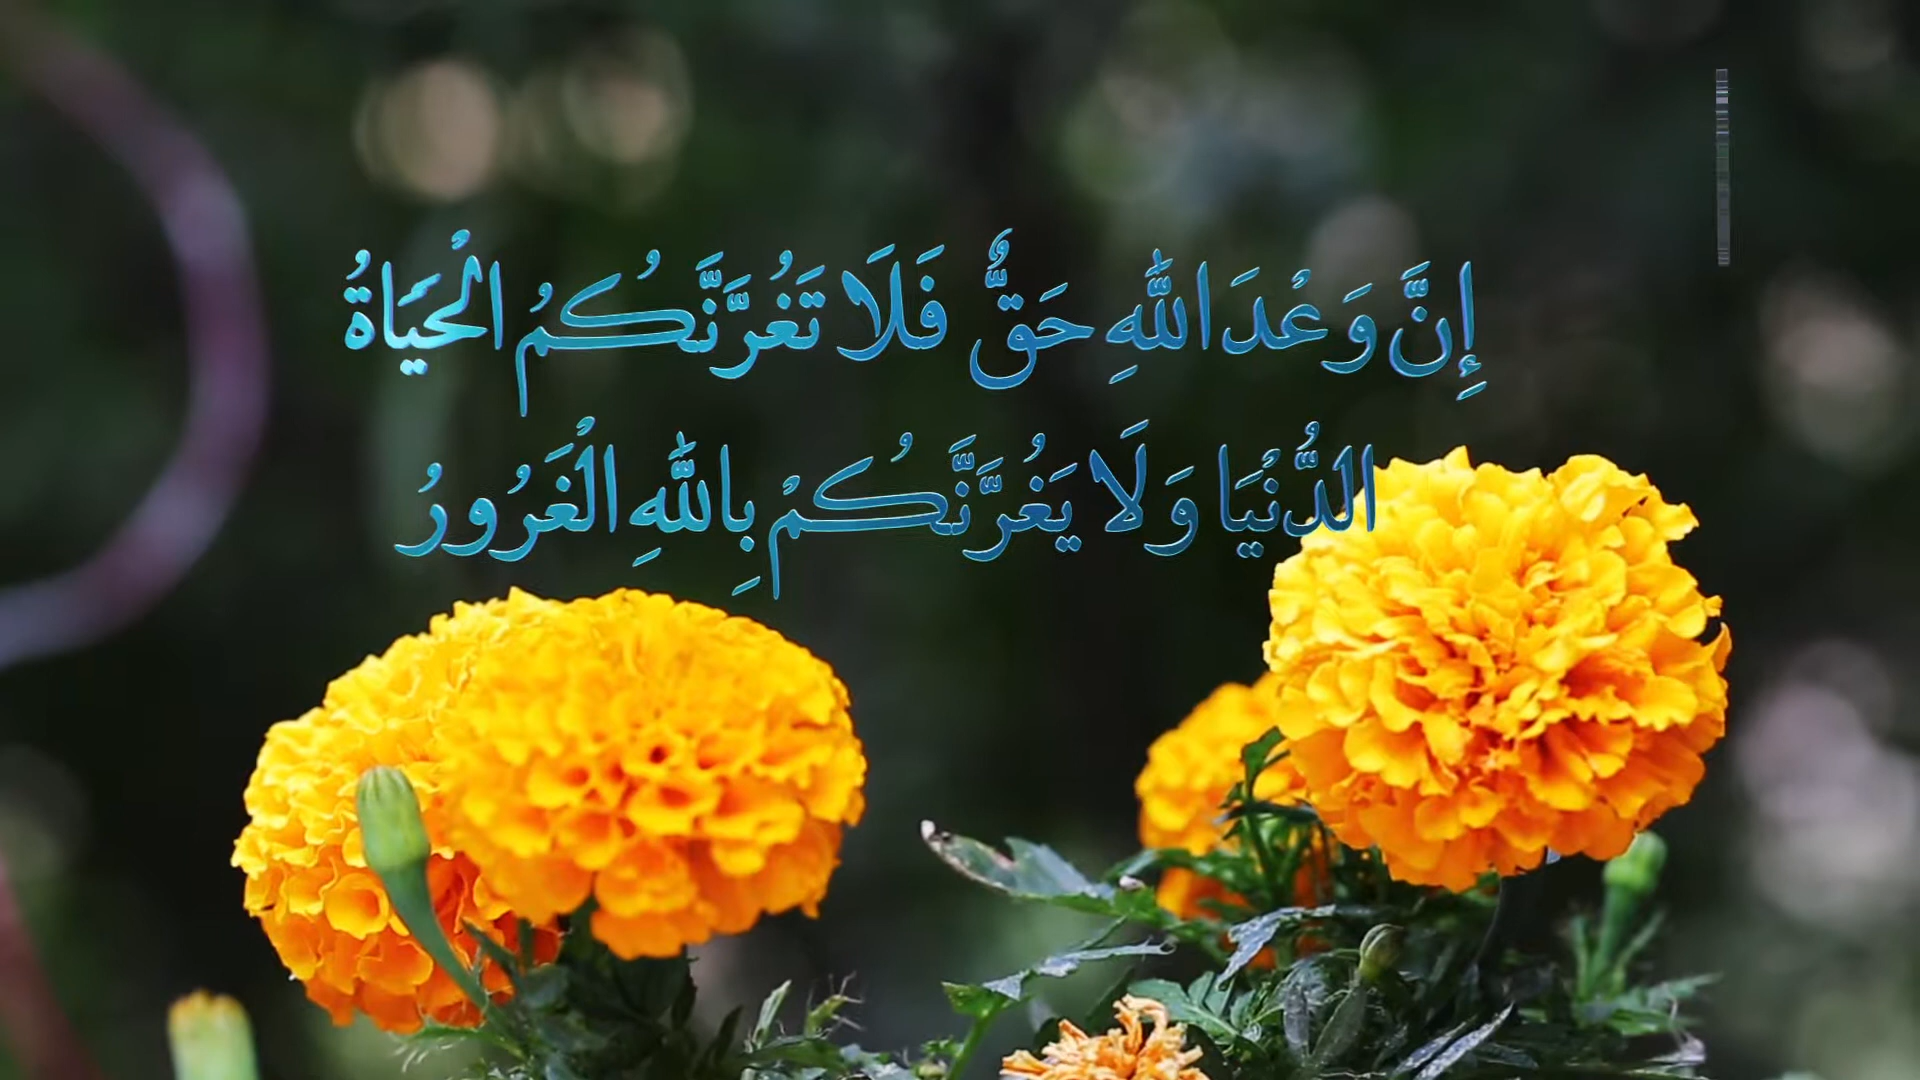 إِنَّ وَعْدَ اللَّهِ حَقٌّ فَلَا تَغُرَّنَّكُمُ الْحَيَاةُ
الدُّنْيَا وَلَا يَغُرَّنَّكُمْ بِاللَّهِ الْغَرُورُ